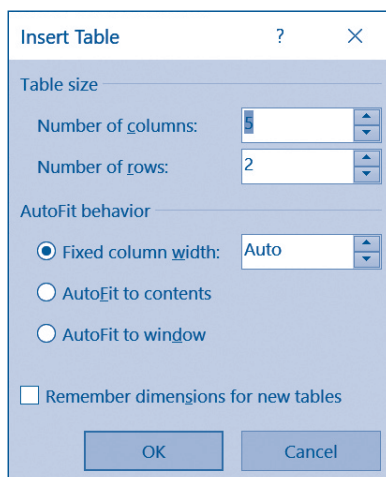 Insert Table ?
Table size
Number of columns: 5
Number of rows: 2
AutoFit behavior
Fixed column width: Auto
AutoFit to contents
AutoFit to window
Remember dimensions for new tables
OK Cancel